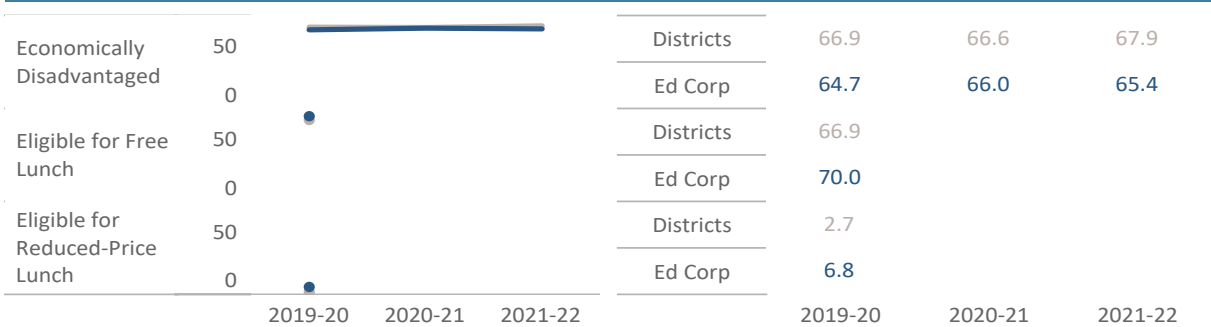 Economically
Disadvantaged
50
0
Districts 66.9 66.6 67.9
Ed Corp 64.7 66.0 65.4
Eligible for Free
Lunch
50
0
Districts 66.9
Ed Corp 70.0
Eligible for
Reduced-Price
Lunch
50
0
Districts 2.7
Ed Corp 6.8
2019-20 2020-21 2021-22 2019-20 2020-21 2021-22